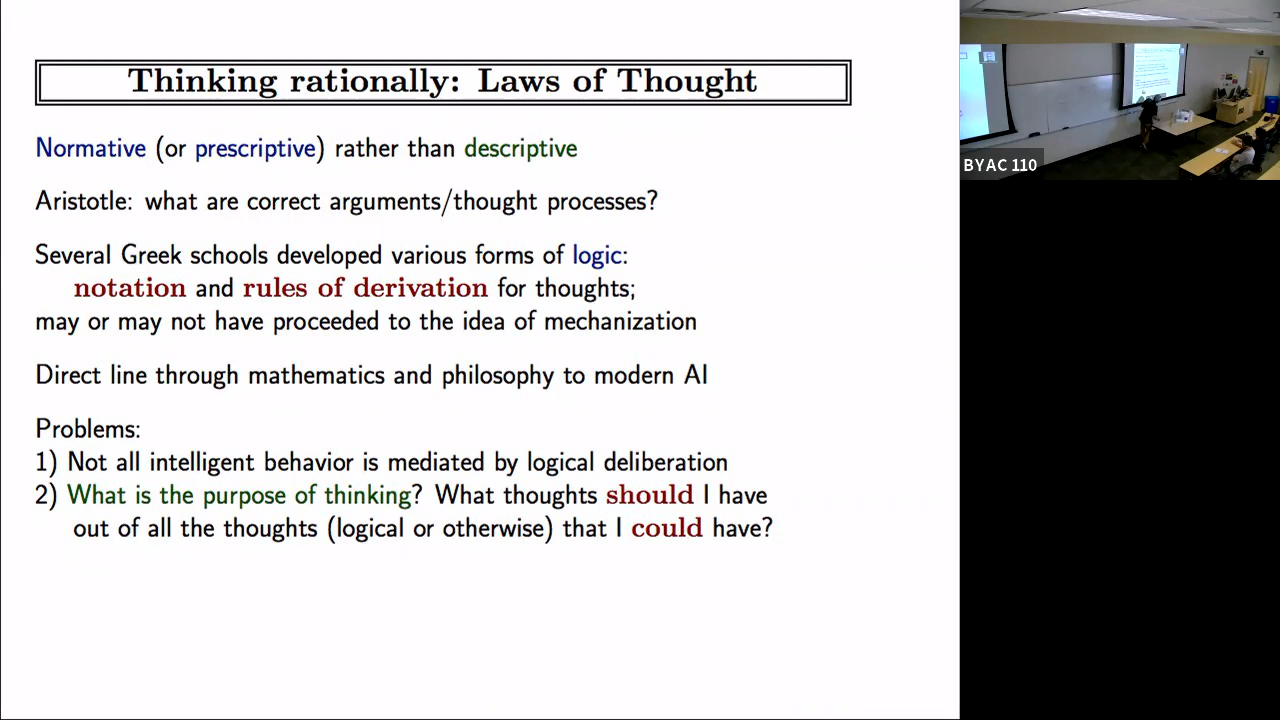 Thinking rationally: Laws of Thought
Normative (or prescriptive) rather than descriptive
Aristotle: what are correct arguments/thought processes?
Several Greek schools developed various forms of logic:
notation and rules of derivation for thoughts;
may or may not have proceeded to the idea of mechanization
Direct line through mathematics and philosophy to modern AI
Problems:
1) Not all intelligent behavior is mediated by logical deliberation
2) What is the purpose of thinking? What thoughts should I have
out of all the thoughts (logical or otherwise) that I could have?
BYAC 110